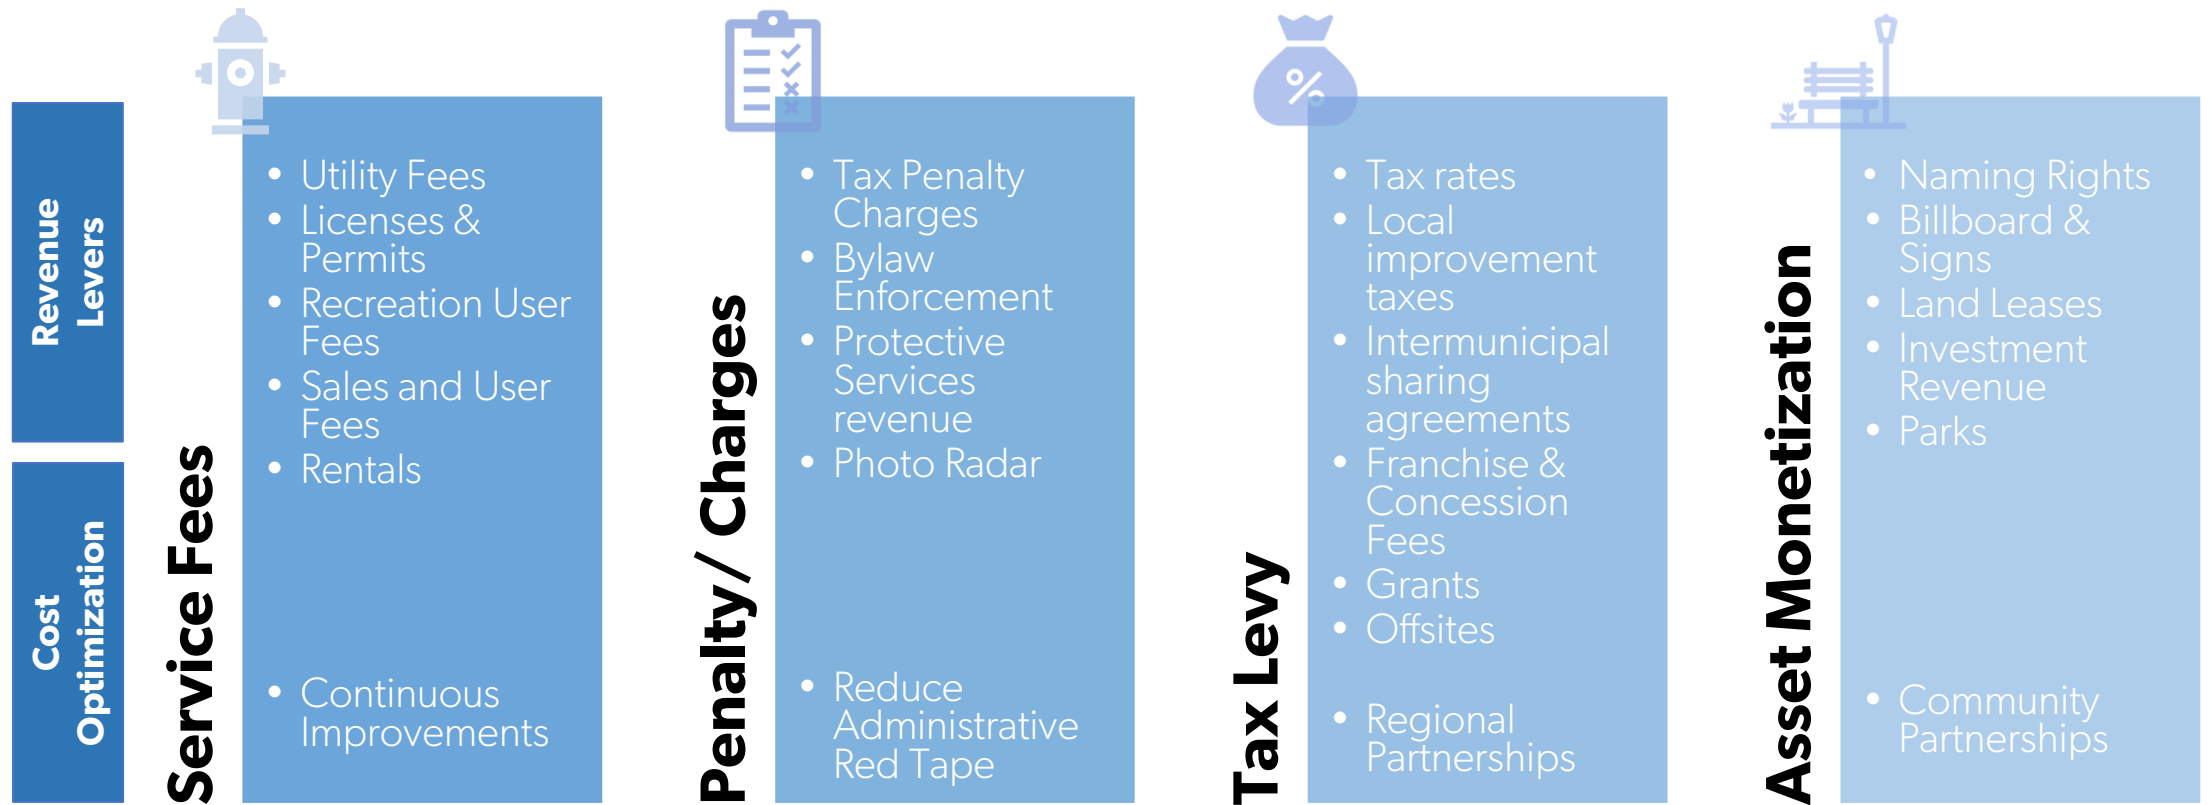 Revenue
Levers
Cost
Optimization
Service Fees
• Utility Fees
• Licenses &
Permits
• Recreation User
Fees
• Sales and User
Fees
• Rentals
• Continuous
Improvements
Penalty/ Charges
• Tax Penalty
Charges
• Bylaw
Enforcement
• Protective
Services
revenue
• Photo Radar
• Reduce
Administrative
Red Tape
Tax Levy
%
• Tax rates
• Local
improvement
taxes
• Intermunicipal
sharing
agreements
• Franchise &
Concession
Fees
• Grants
• Offsites
• Regional
Partnerships
Asset Monetization
• Naming Rights
• Billboard &
Signs
• Land Leases
• Investment
Revenue
• Parks
• Community
Partnerships